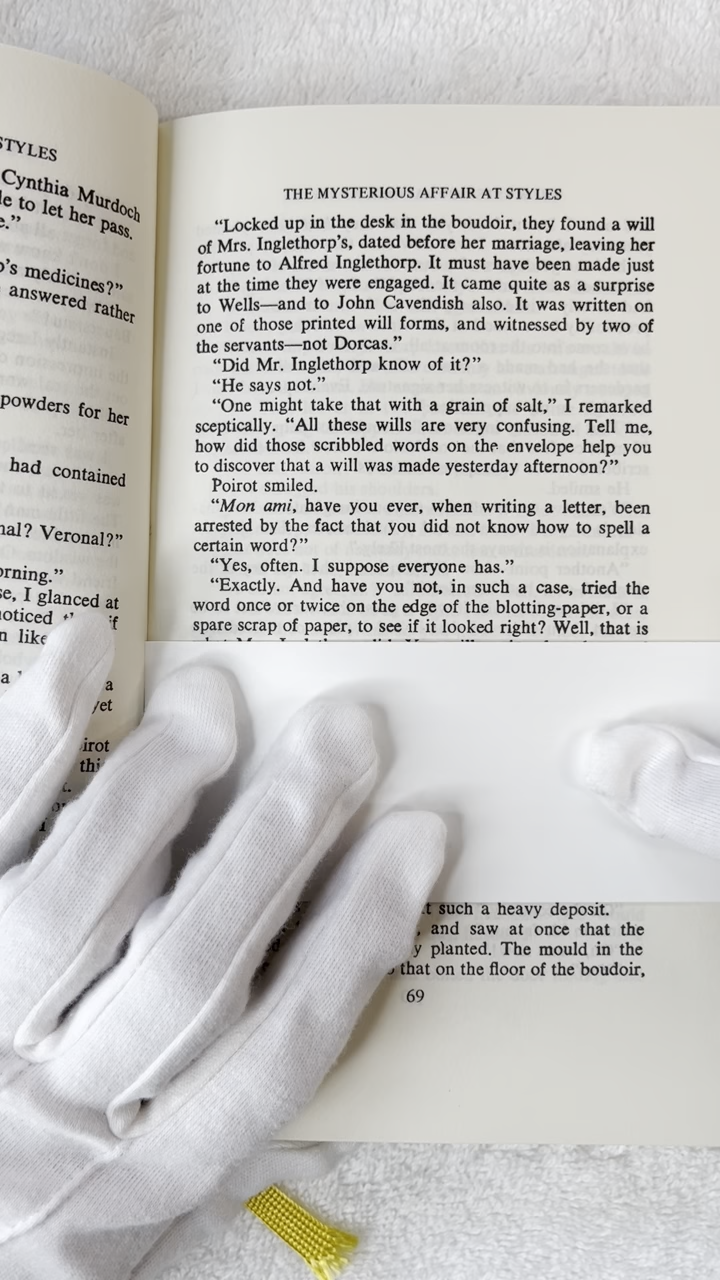 STYLES
Cynthia Murdoch
to let her pass.
medicines?”
answered rather
powders for her
had contained
Veronal?”
I glanced at
a
THE MYSTERIOUS AFFAIR AT STYLES
“Locked up in the desk in the boudoir, they found a will
of Mrs. Inglethorp’s, dated before her marriage, leaving her
fortune to Alfred Inglethorp. It must have been made just
at the time they were engaged. It came quite as a surprise
to Wells—and to John Cavendish also. It was written on
one of those printed will forms, and witnessed by two of
the servants—not Dorcas.”
“Did Mr. Inglethorp know of it?”
“He says not.”
“One might take that with a grain of salt,” I remarked
sceptically. “All these wills are very confusing. Tell me,
how did those scribbled words on the envelope help you
to discover that a will was made yesterday afternoon?”
Poirot smiled.
“Mon ami, have you ever, when writing a letter, been
arrested by the fact that you did not know how to spell a
certain word?”
“Yes, often. I suppose everyone has.”
“Exactly. And have you not, in such a case, tried the
word once or twice on the edge of the blotting-paper, or a
spare scrap of paper, to see if it looked right? Well, that is
such a heavy deposit.
, and saw at once that the
planted. The mould in the
that on the floor of the boudoir,
69